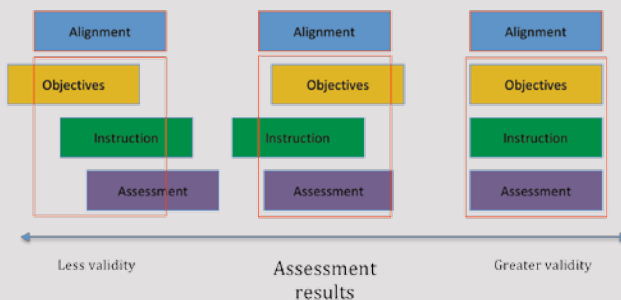 Alignment Alignment Alignment
Objectives Objectives Objectives
Instruction Instruction Instruction
Assessment Assessment Assessment
Less validity Assessment Greater validity
results